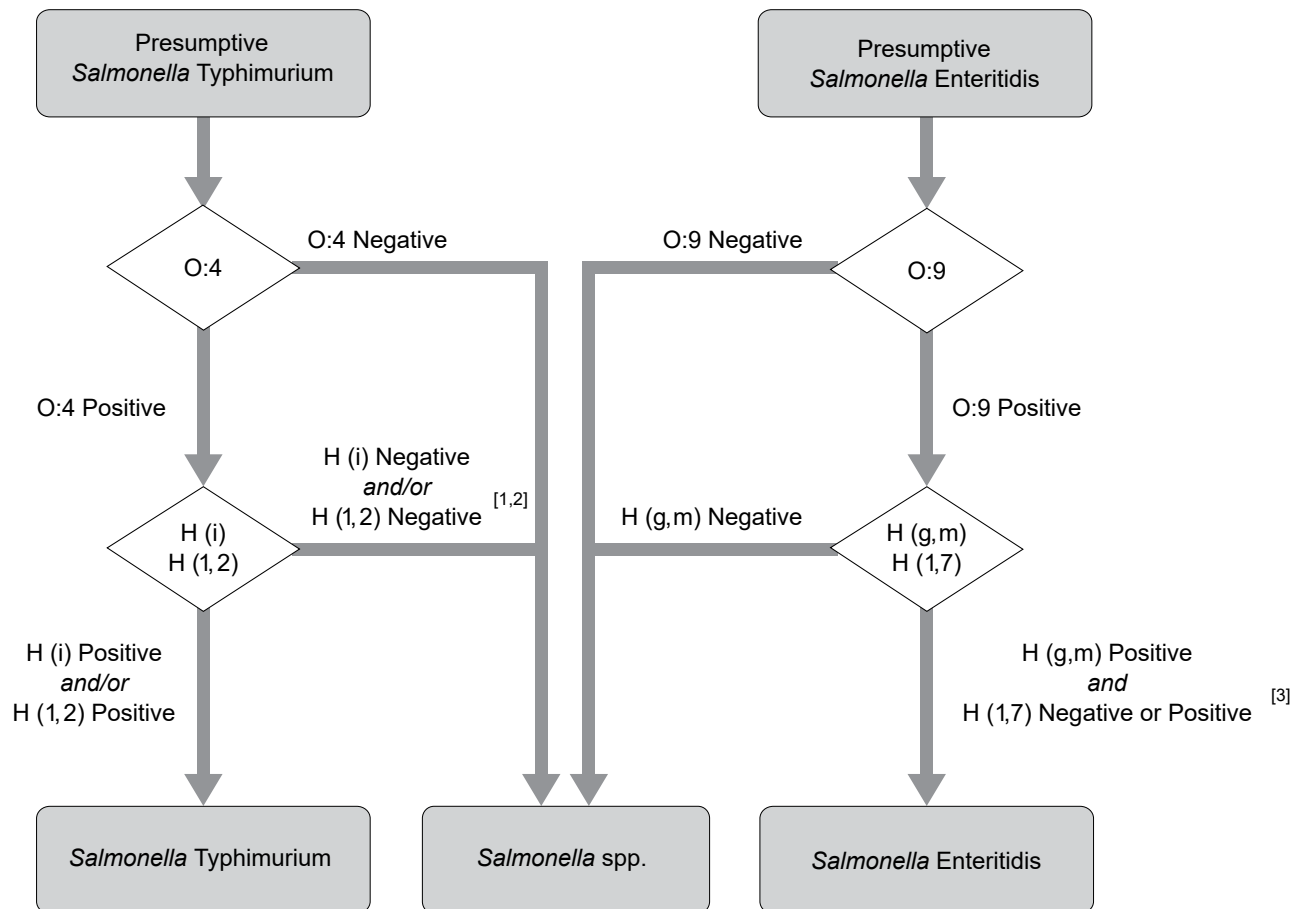 Presumptive
Salmonella Typhimurium
Presumptive
Salmonella Enteritidis
O:4 Negative
O:9 Negative
O:4
O:9
O:4 Positive
O:9 Positive
H (i) Negative
and/or
H (1, 2) Negative [1,2]
H (g,m) Negative
H (i)
H (1, 2)
H (g,m)
H (1,7)
H (i) Positive
and/or
H (1, 2) Positive
H (g,m) Positive
and
H (1,7) Negative or Positive [3]
Salmonella Typhimurium
Salmonella spp.
Salmonella Enteritidis